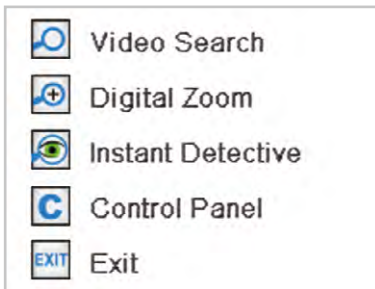 Video Search
Digital Zoom
Instant Detective
C Control Panel
EXIT Exit